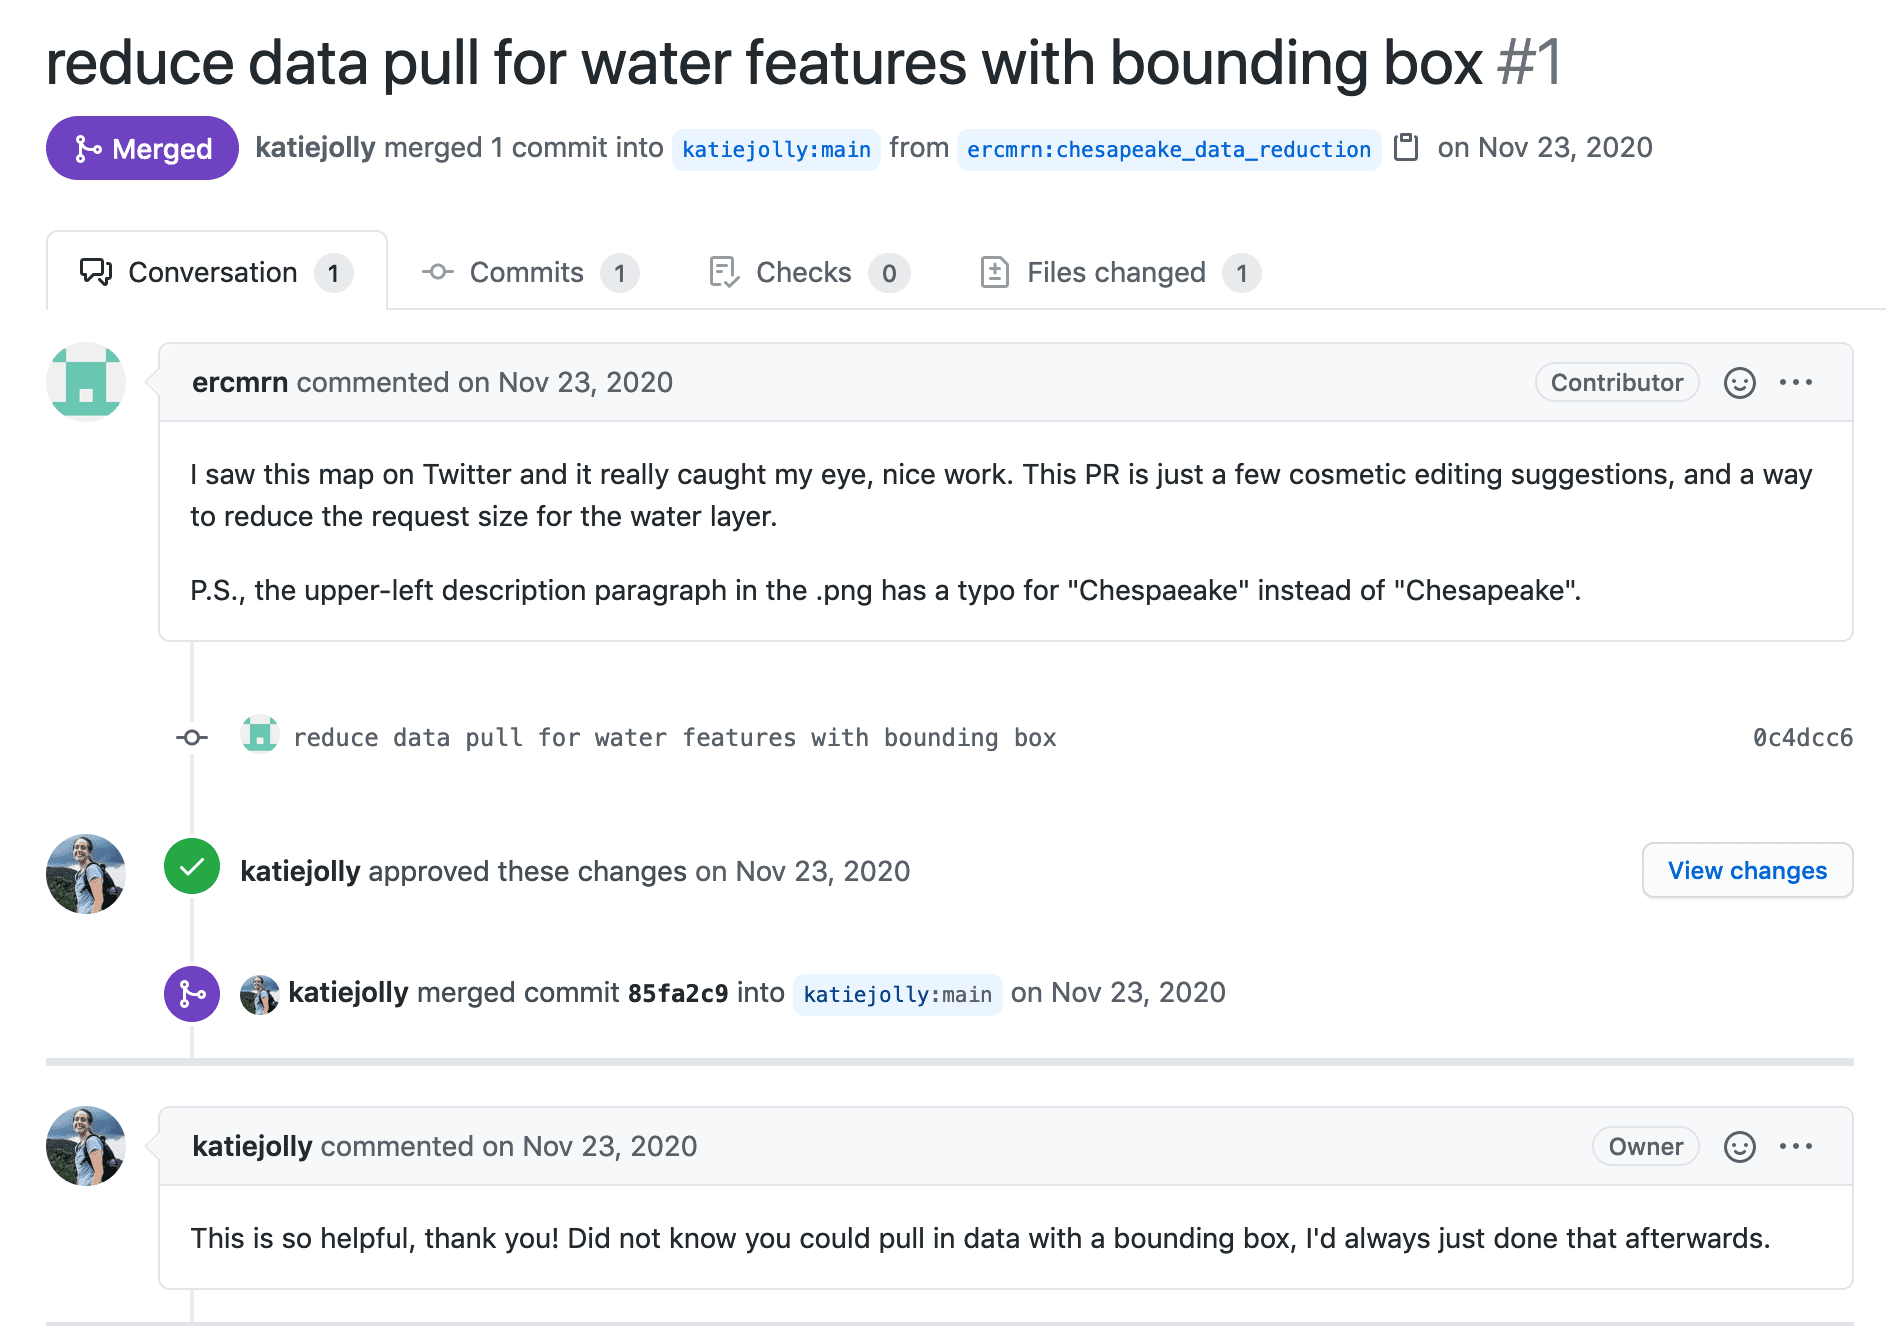 reduce data pull for water features with bounding box #1
Merged katiejolly merged 1 commit into katiejolly:main from ercmrn:chesapeake_data_reduction on Nov 23, 2020
Conversation 1 Commits 1 Checks 0 Files changed 1
ercmrn commented on Nov 23, 2020 Contributor
I saw this map on Twitter and it really caught my eye, nice work. This PR is just a few cosmetic editing suggestions, and a way
to reduce the request size for the water layer.
P.S., the upper-left description paragraph in the .png has a typo for "Chespaeake" instead of "Chesapeake".
reduce data pull for water features with bounding box 0c4dcc6
katiejolly approved these changes on Nov 23, 2020 View changes
katiejolly merged commit 85fa2c9 into katiejolly:main on Nov 23, 2020
katiejolly commented on Nov 23, 2020 Owner
This is so helpful, thank you! Did not know you could pull in data with a bounding box, I'd always just done that afterwards.